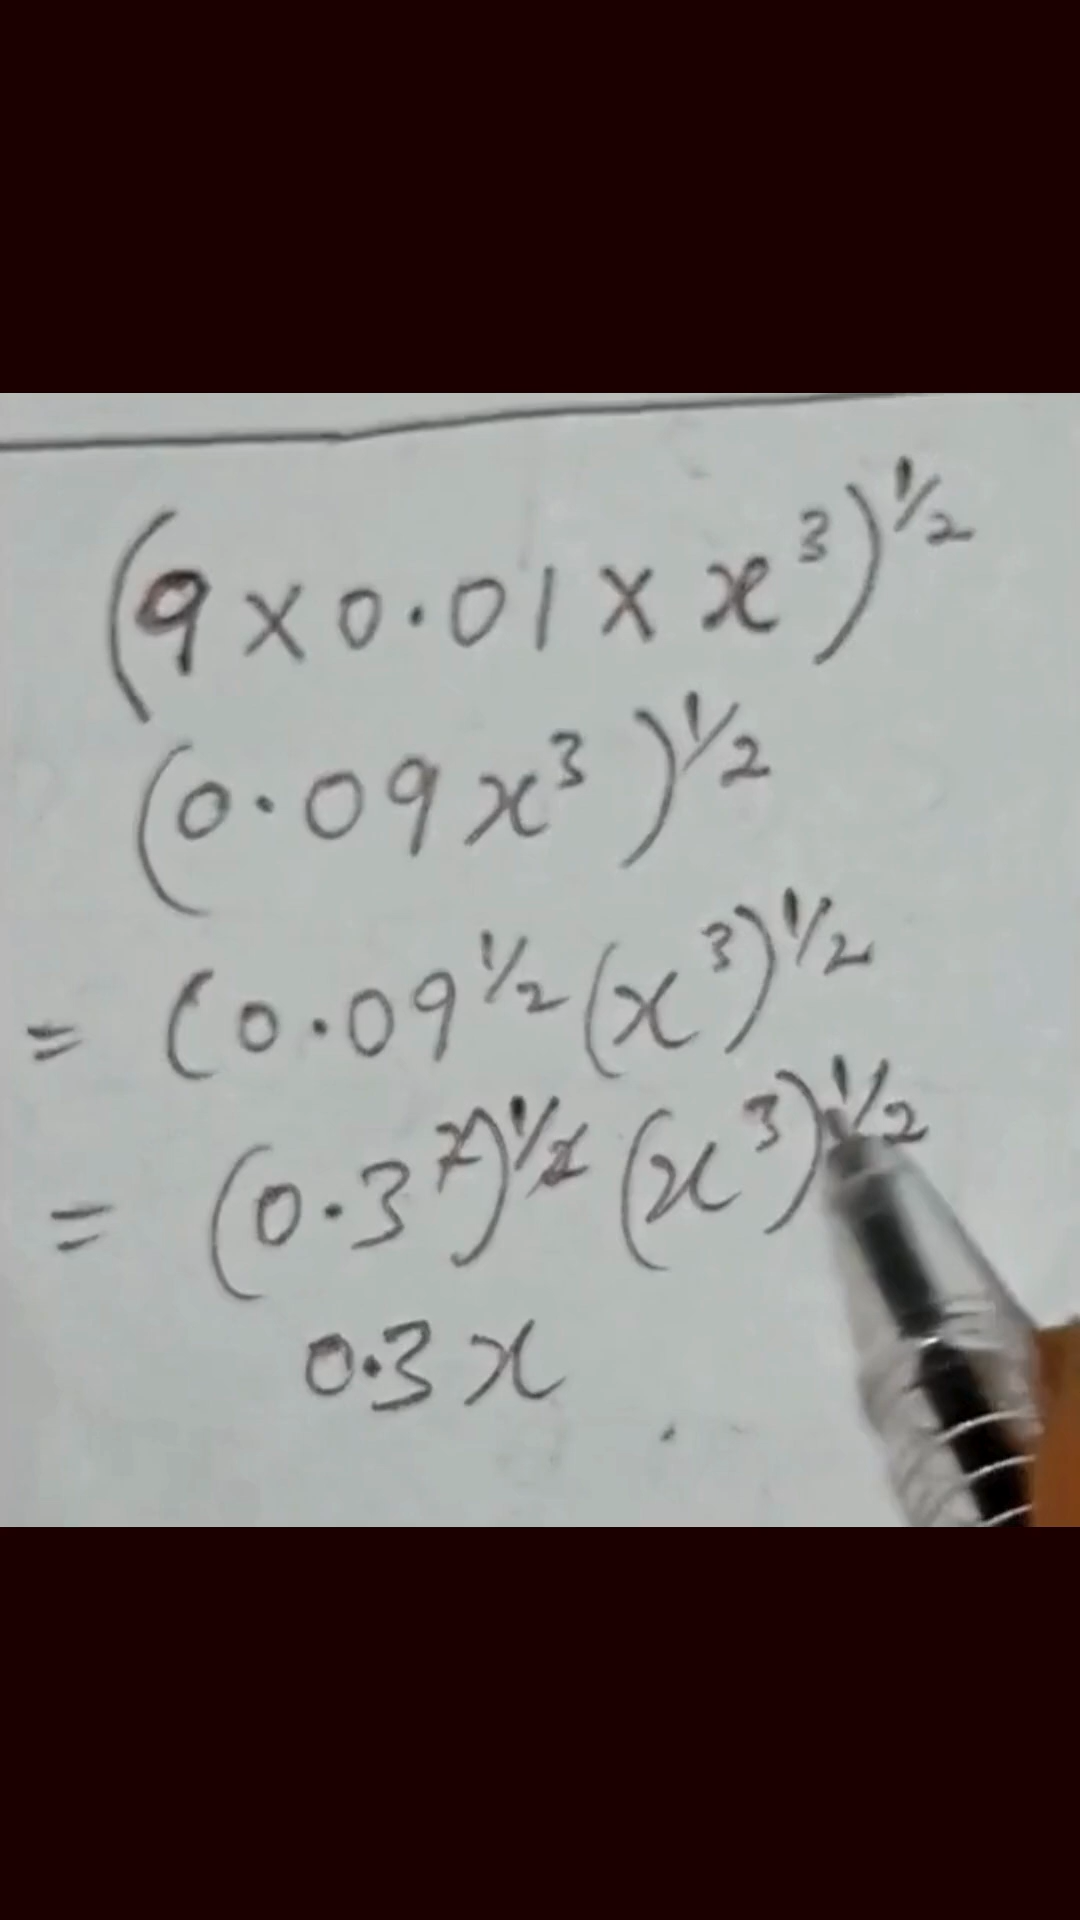 (9 × 0.01 × x³)^1/2
(0.09x³)^1/2
= (0.09^1/2 (x³)^1/2
= (0.3²)^1/2 (x³)^1/2
0.3x